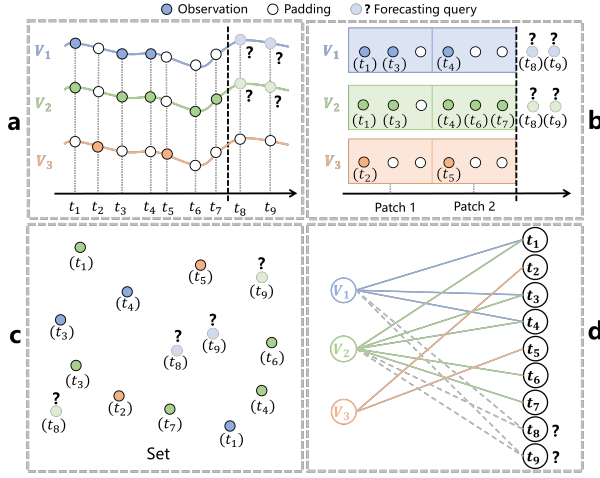 Observation Padding ? Forecasting query
V1
? ?
V2
? ?
V3
a
t1 t2 t3 t4 t5 t6 t7 t8 t9
V1
(t1) (t3) (t4)
? ?
(t8) (t9)
V2
(t1) (t3) (t4) (t6) (t7)
? ?
(t8) (t9)
V3
(t2) (t5)
b
Patch 1 Patch 2
c
(t1)
(t5)
?
(t9)
(t4)
(t3)
?
(t8)
?
(t9)
(t6)
(t3)
(t2)
(t4)
?
(t8)
(t7)
(t1)
Set
d
V1
V2
V3
t1
t2
t3
t4
t5
t6
t7
t8 ?
t9 ?